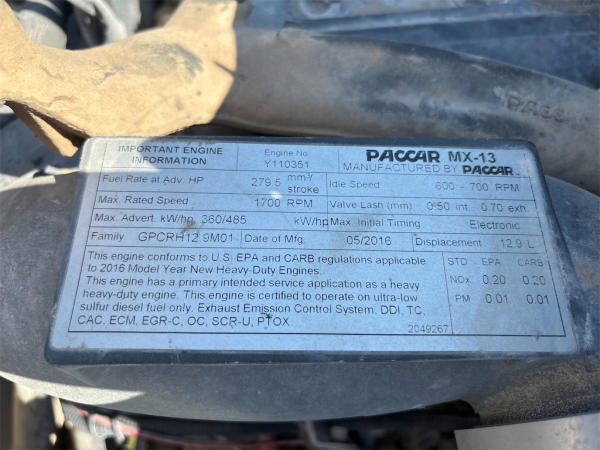 IMPORTANT ENGINE INFORMATION
Engine No.
Y110351
PACCAR MX-13
MANUFACTURED BY PACCAR
Fuel Rate at Adv. HP 279.5 mm³/stroke
Idle Speed 600 - 700 RPM
Max. Rated Speed 1700 RPM
Valve Lash (mm) 0.50 int. 0.70 exh.
Max. Advert. kW/hp 360/485 kW/hp
Max. Initial Timing Electronic
Family GPCRH12.9M01
Date of Mfg. 05/2016
Displacement 12.9 L
This engine conforms to U.S EPA and CARB regulations applicable
to 2016 Model Year New Heavy-Duty Engines.
This engine has a primary intended service application as a heavy
heavy-duty engine. This engine is certified to operate on ultra-low
sulfur diesel fuel only. Exhaust Emission Control System: DDI, TC,
CAC, ECM, EGR-C, OC, SCR-U, PTOX
STD EPA CARB
NOx 0.20 0.20
PM 0.01 0.01
2049267